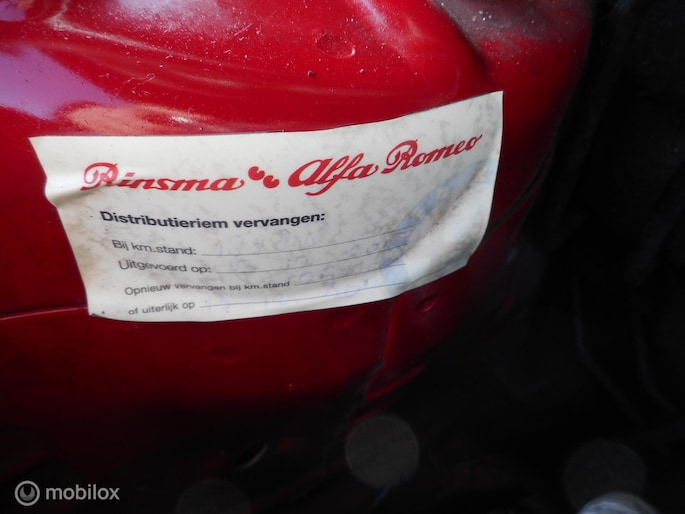 Rinsma Alfa Romeo
Distributieriem vervangen:
Bij km.stand:
Uitgevoerd op:
Opnieuw vervangen bij km.stand
of uiterlijk op
mobilox